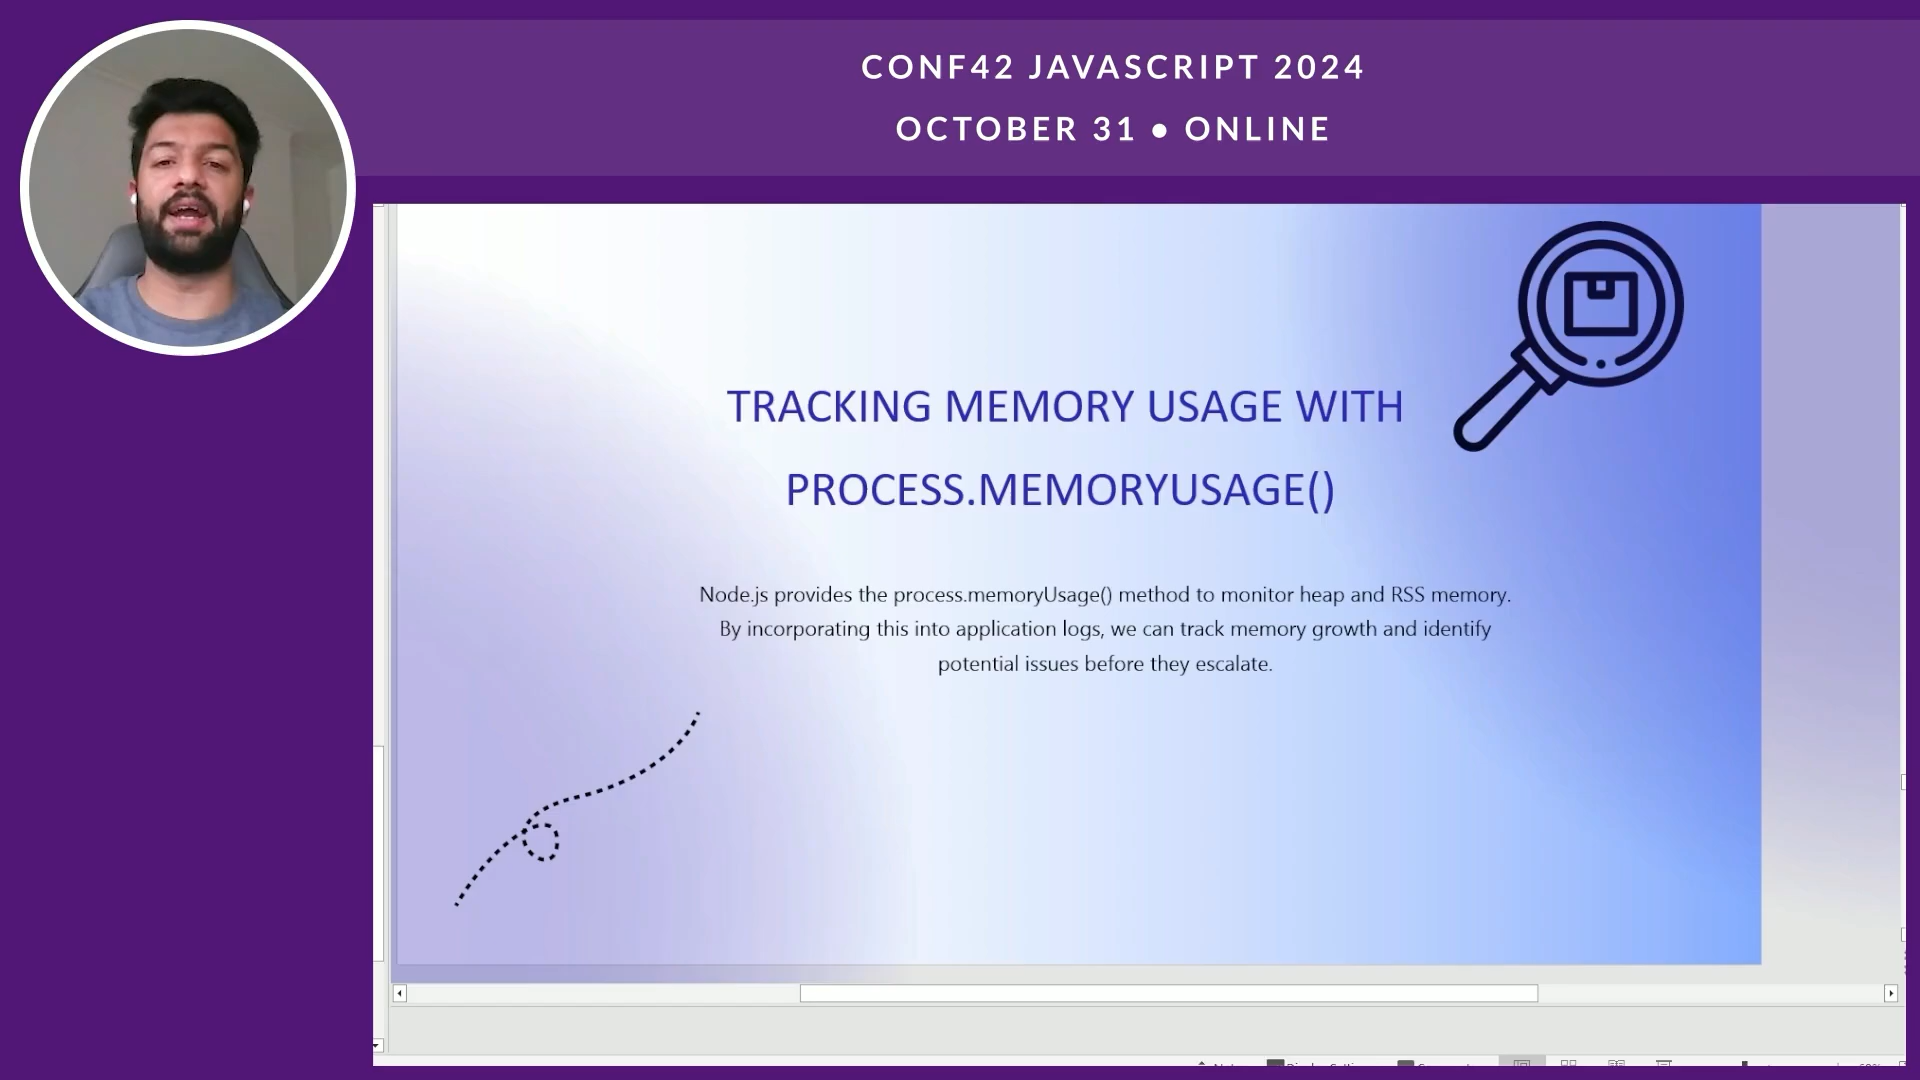 CONF42 JAVASCRIPT 2024
OCTOBER 31 • ONLINE
TRACKING MEMORY USAGE WITH
PROCESS.MEMORYUSAGE()
Node.js provides the process.memoryUsage() method to monitor heap and RSS memory.
By incorporating this into application logs, we can track memory growth and identify
potential issues before they escalate.